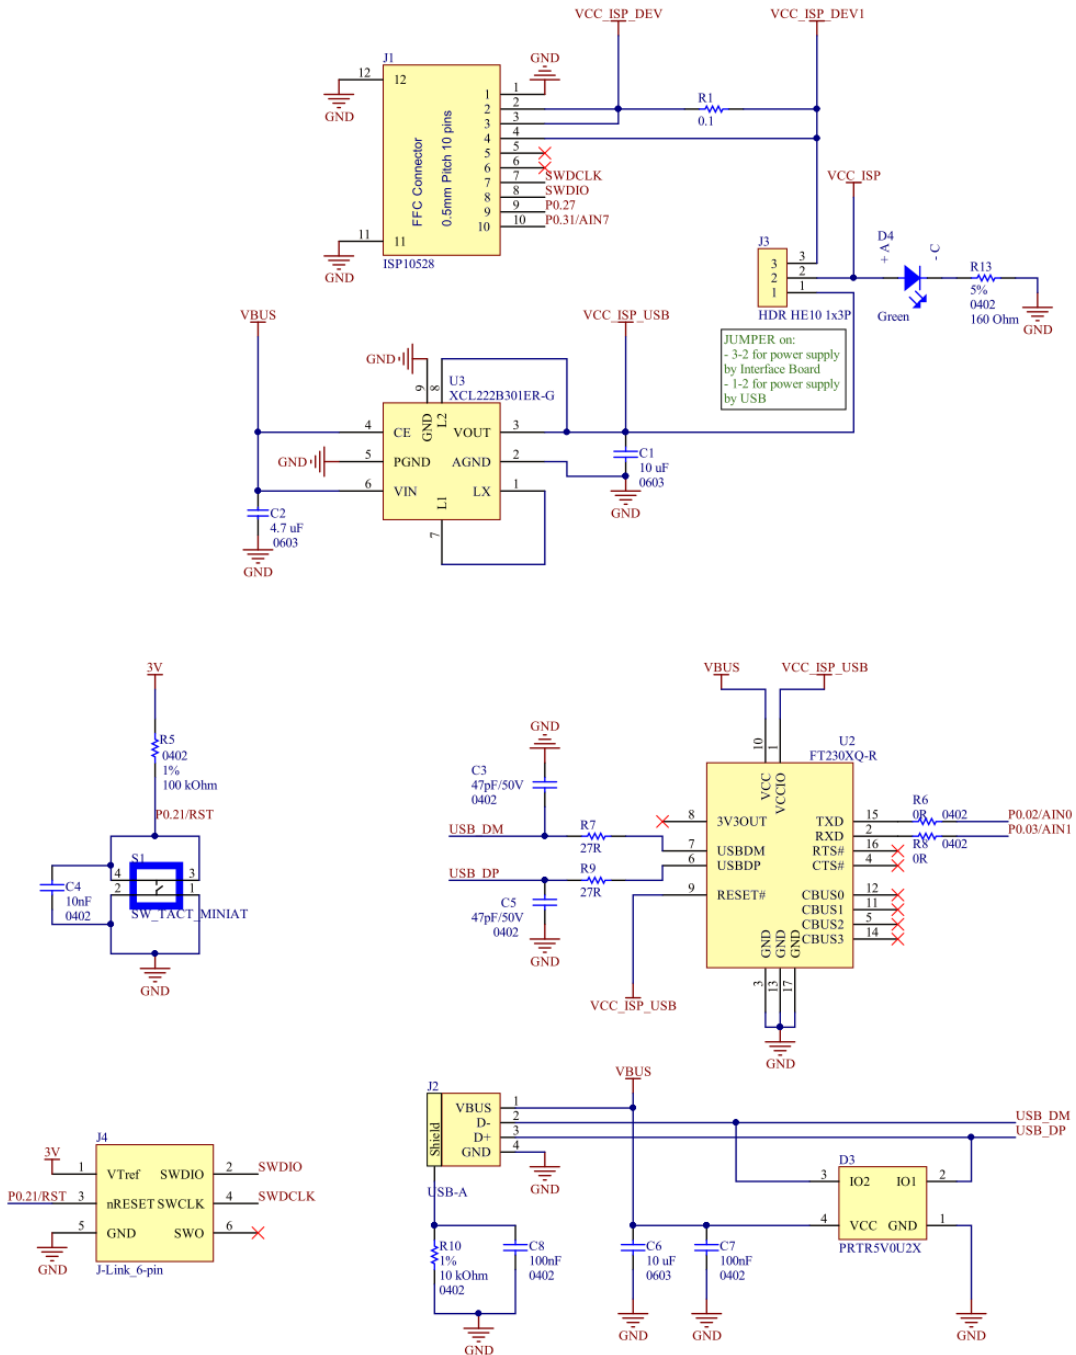 VCC_ISP_DEV
VCC_ISP_DEV1
J1
GND
12
12
1
1
2
2
3
3
4
4
5
5
6
6
7
7
SWDCLK
8
8
SWDIO
9
9
P0.27
10
10
P0.31/AIN7
FFC Connector
0.5mm Pitch 10 pins
GND
11
11
GND
ISP10528
R1
0.1
VCC_ISP
J3
3
3
2
2
1
1
HDR HE10 1x3P
D4
+ A
- C
Green
R13
5%
0402
160 Ohm
GND
JUMPER on:
- 3-2 for power supply
by Interface Board
- 1-2 for power supply
by USB
VBUS
VCC_ISP_USB
GND
9
8
U3
XCL222B301ER-G
4
CE
GND
L2
VOUT
3
GND
5
PGND
AGND
2
6
VIN
L1
LX
1
7
C1
10 uF
0603
GND
C2
4.7 uF
0603
GND
3V
R5
0402
1%
100 kOhm
P0.21/RST
S1
4
3
2
1
SW_TACT_MINIAT
C4
10nF
0402
GND
VBUS
VCC_ISP_USB
GND
C3
47pF/50V
0402
USB_DM
R7
27R
USB_DP
R9
27R
C5
47pF/50V
0402
GND
VCC_ISP_USB
10
1
U2
FT230XQ-R
VCC
VCCIO
8
3V3OUT
TXD
15
7
USBDM
RXD
2
6
USBDP
RTS#
16
CTS#
4
9
RESET#
CBUS0
12
CBUS1
11
CBUS2
5
CBUS3
14
GND
GND
GND
3
13
17
GND
R6
0R
0402
P0.02/AIN0
R8
0R
0402
P0.03/AIN1
J4
3V
1
VTref
SWDIO
2
SWDIO
P0.21/RST
3
nRESET
SWCLK
4
SWDCLK
5
GND
SWO
6
GND
J-Link_6-pin
VBUS
J2
Shield
VBUS
1
D-
2
D+
3
GND
4
USB-A
GND
USB_DM
USB_DP
R10
1%
10 kOhm
0402
C8
100nF
0402
GND
C6
10 uF
0603
GND
C7
100nF
0402
GND
D3
3
IO2
IO1
2
4
VCC
GND
1
PRTR5V0U2X
GND